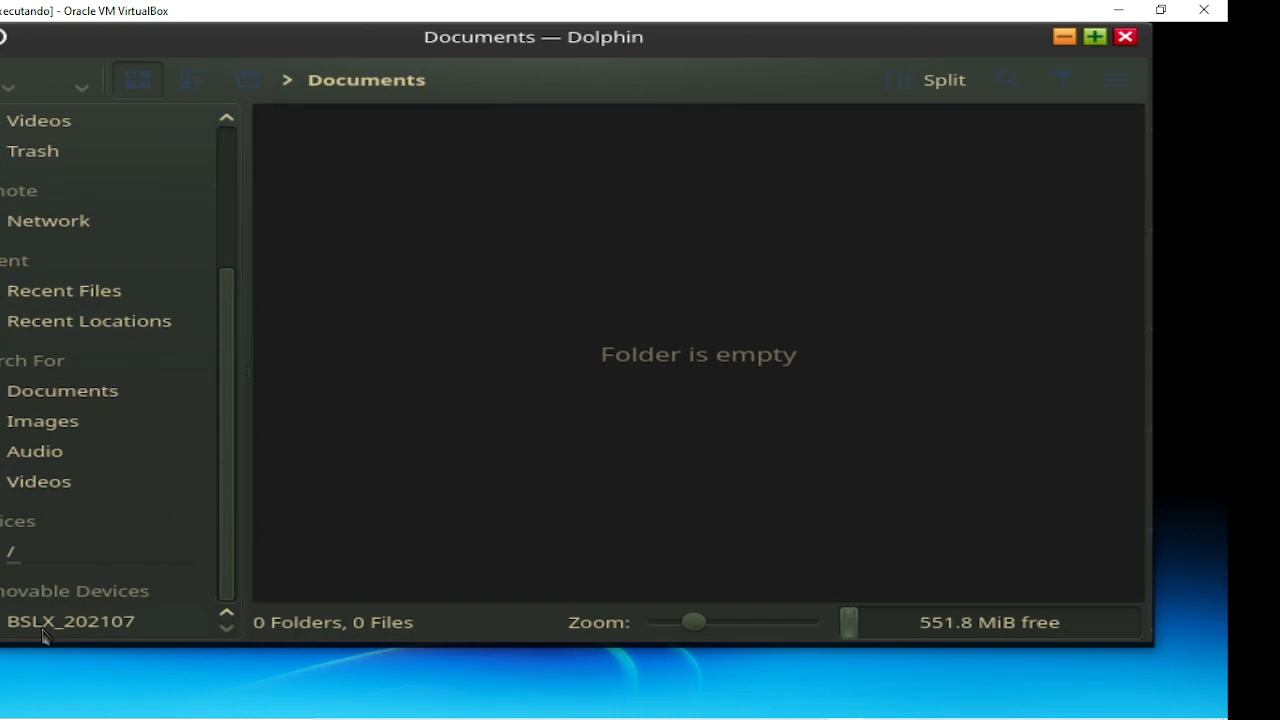 xecutando] - Oracle VM VirtualBox
Documents — Dolphin
> Documents
Split
Videos
Trash
note
Network
ent
Recent Files
Recent Locations
rch For
Documents
Images
Audio
Videos
ices
/
novable Devices
BSLX_202107
Folder is empty
0 Folders, 0 Files
Zoom:
551.8 MiB free